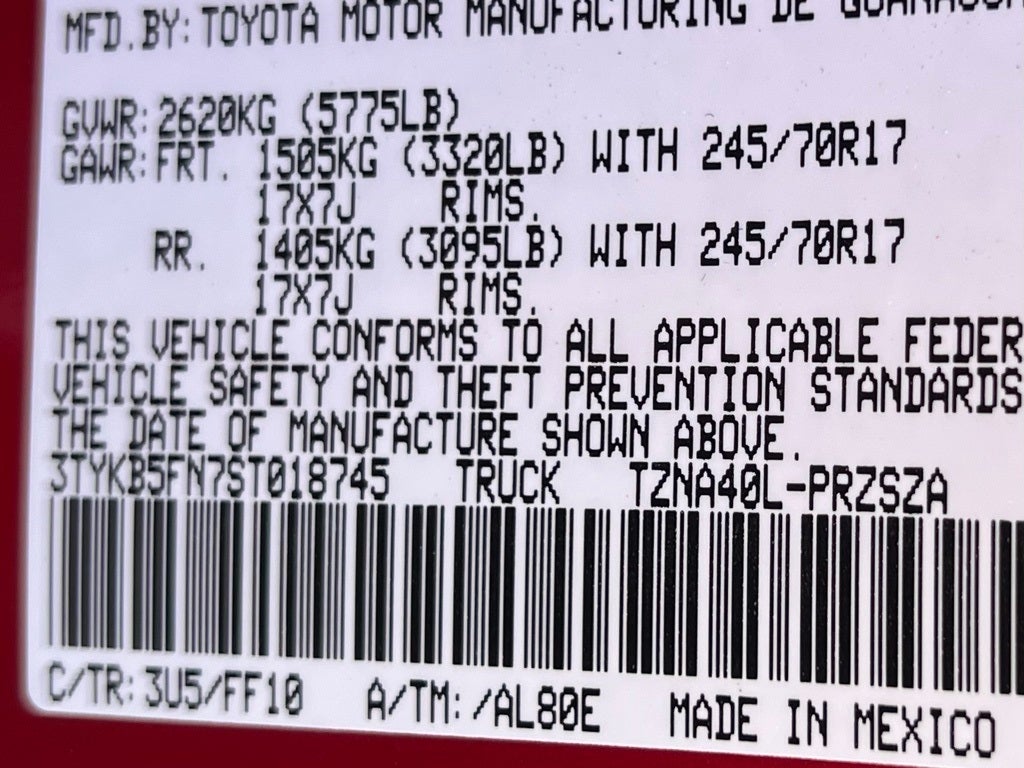 MFD.BY: TOYOTA MOTOR MANUFACTURING DE
GVWR: 2620KG (5775LB)
GAWR: FRT. 1505KG (3320LB) WITH 245/70R17
17X7J RIMS.
RR. 1405KG (3095LB) WITH 245/70R17
17X7J RIMS.
THIS VEHICLE CONFORMS TO ALL APPLICABLE FEDER
VEHICLE SAFETY AND THEFT PREVENTION STANDARDS
THE DATE OF MANUFACTURE SHOWN ABOVE.
3TYKB5FN7ST018745 TRUCK TZNA40L-PRZSZA
C/TR: 3U5/FF10 A/TM: /AL80E MADE IN MEXICO